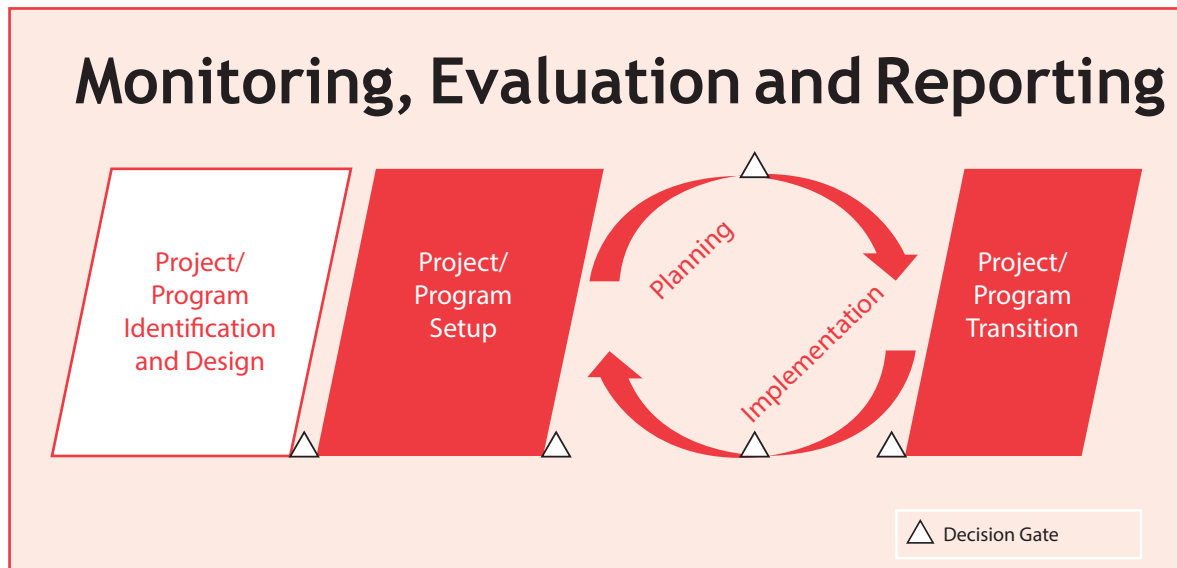 Monitoring, Evaluation and Reporting
Project/
Program
Identification
and Design
Project/
Program
Setup
Planning
Implementation
Project/
Program
Transition
Decision Gate